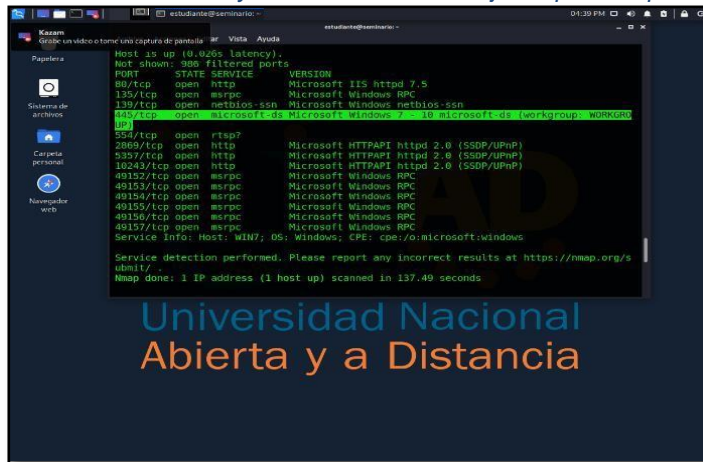 estudiante@seminario: ~
04:39 PM
Kazam
Grabe un video o tome una captura de pantalla
estudiante@seminario: ~
ar Vista Ayuda
Papelera
Sistema de
archivos
Carpeta
personal
Navegador
web
Host is up (0.026s latency).
Not shown: 986 filtered ports
PORT STATE SERVICE VERSION
80/tcp open http Microsoft IIS httpd 7.5
135/tcp open msrpc Microsoft Windows RPC
139/tcp open netbios-ssn Microsoft Windows netbios-ssn
445/tcp open microsoft-ds Microsoft Windows 7 - 10 microsoft-ds (workgroup: WORKGRO
UP)
554/tcp open rtsp?
2869/tcp open http Microsoft HTTPAPI httpd 2.0 (SSDP/UPnP)
5357/tcp open http Microsoft HTTPAPI httpd 2.0 (SSDP/UPnP)
10243/tcp open http Microsoft HTTPAPI httpd 2.0 (SSDP/UPnP)
49152/tcp open msrpc Microsoft Windows RPC
49153/tcp open msrpc Microsoft Windows RPC
49154/tcp open msrpc Microsoft Windows RPC
49155/tcp open msrpc Microsoft Windows RPC
49156/tcp open msrpc Microsoft Windows RPC
49157/tcp open msrpc Microsoft Windows RPC
Service Info: Host: WIN7; OS: Windows; CPE: cpe:/o:microsoft:windows
Service detection performed. Please report any incorrect results at https://nmap.org/s
ubmit/ .
Nmap done: 1 IP address (1 host up) scanned in 137.49 seconds
Universidad Nacional
Abierta y a Distancia